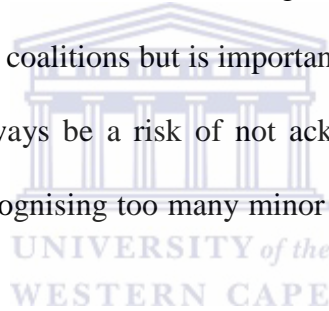 coalitions but is importan
ways be a risk of not ack
ognising too many minor
UNIVERSITY of the
WESTERN CAPE